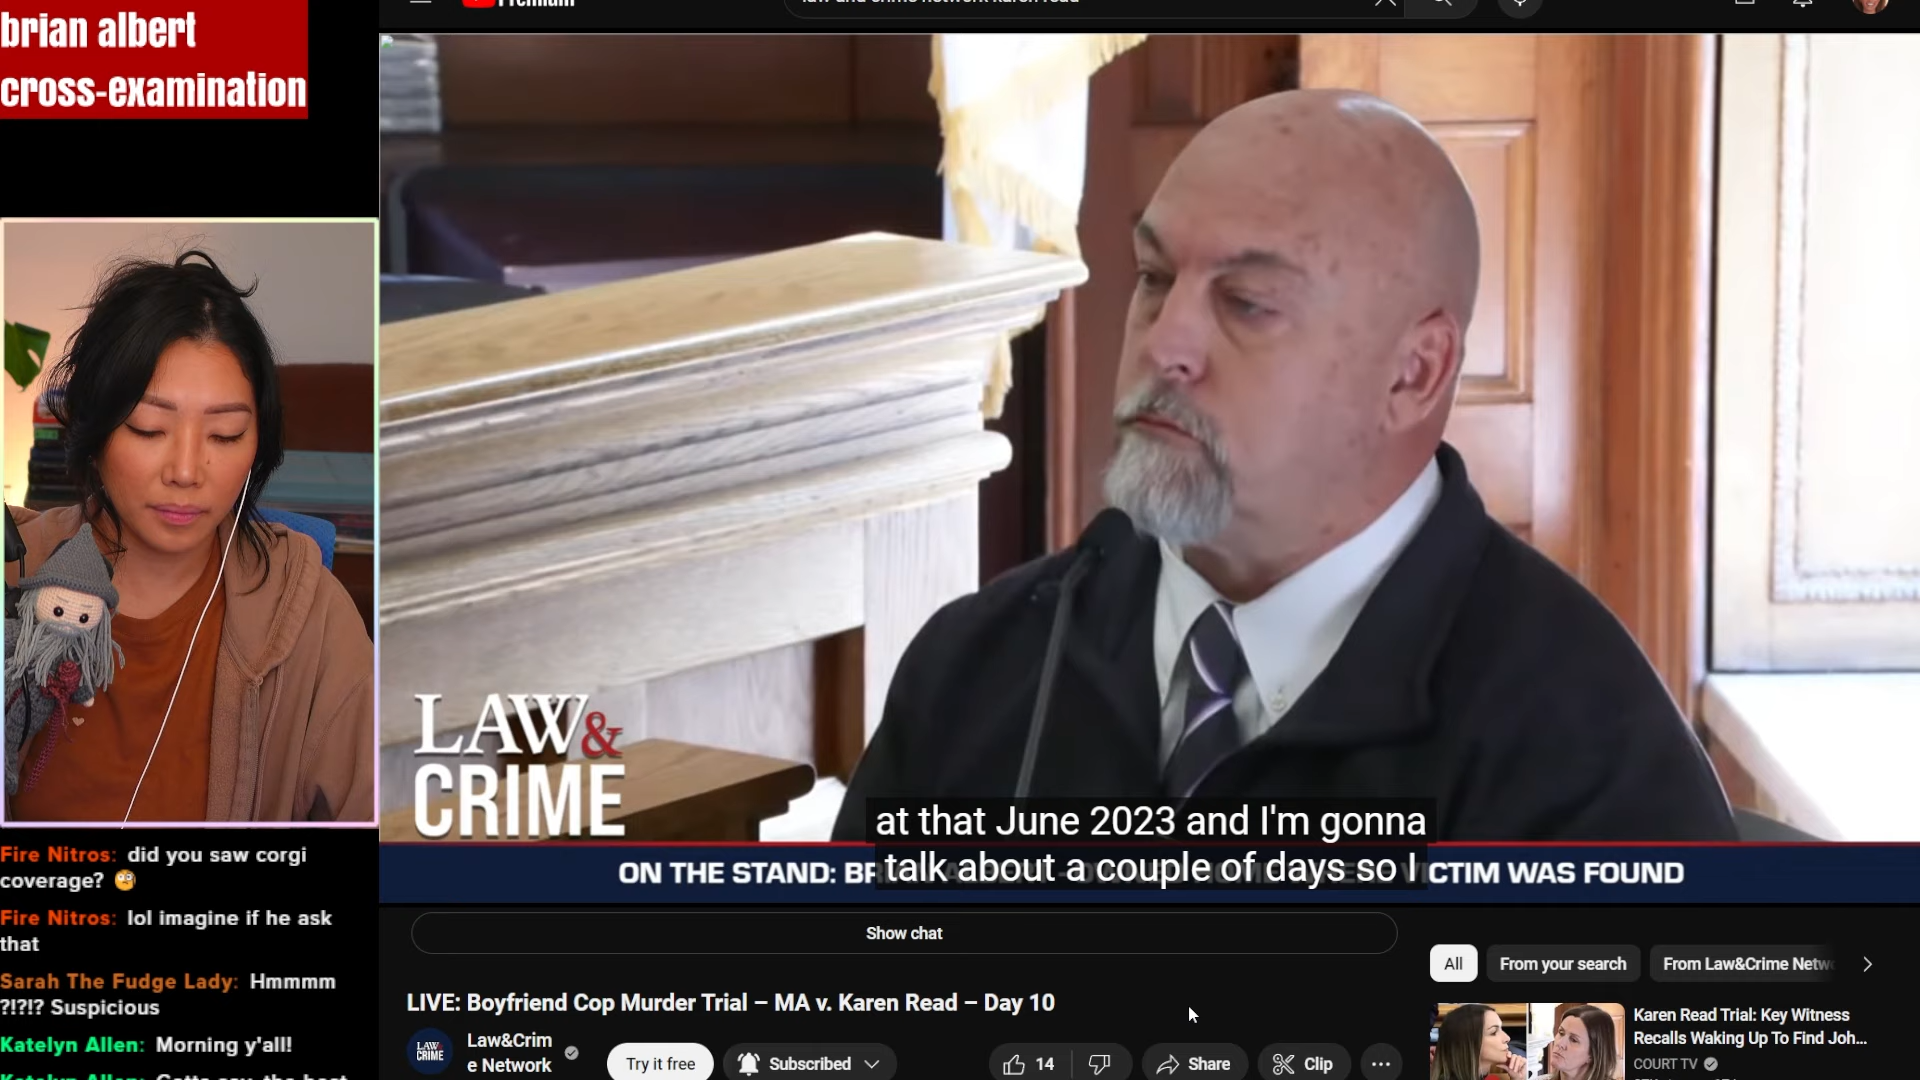 brian albert
cross-examination
Fire Nitros: did you saw corgi
coverage?
Fire Nitros: lol imagine if he ask
that
Sarah The Fudge Lady: Hmmmm
?!?!? Suspicious
Katelyn Allen: Morning y'all!
LAW&
CRIME
at that June 2023 and I'm gonna
talk about a couple of days so I
ON THE STAND: VICTIM WAS FOUND
Show chat
LIVE: Boyfriend Cop Murder Trial – MA v. Karen Read – Day 10
LAW&
CRIME
Law&Crim
e Network
Try it free
Subscribed
14
Share
Clip
All
From your search
From Law&Crime
Karen Read Trial: Key Witness
Recalls Waking Up To Find Joh...
COURT TV